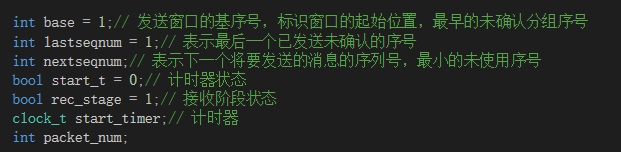 int base = 1;// 发送窗口的基序号，标识窗口的起始位置，最早的未确认分组序号
int lastseqnum = 1;// 表示最后一个已发送未确认的序号
int nextseqnum;// 表示下一个将要发送的消息的序列号，最小的未使用序号
bool start_t = 0;// 计时器状态
bool rec_stage = 1;// 接收阶段状态
clock_t start_timer;// 计时器
int packet_num;